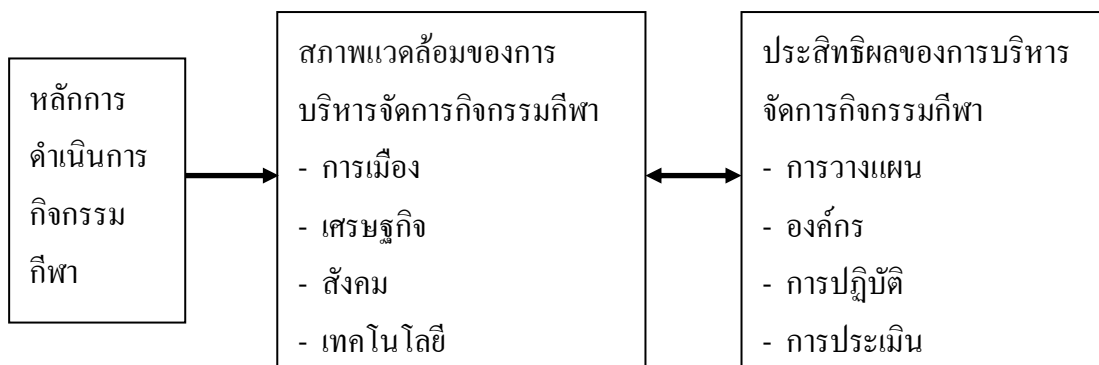 หลักการ
ดำเนินการ
กิจกรรม
กีฬา
สภาพแวดล้อมของการ
บริหารจัดการกิจกรรมกีฬา
- การเมือง
- เศรษฐกิจ
- สังคม
- เทคโนโลยี
ประสิทธิผลของการบริหาร
จัดการกิจกรรมกีฬา
- การวางแผน
- องค์กร
- การปฏิบัติ
- การประเมิน